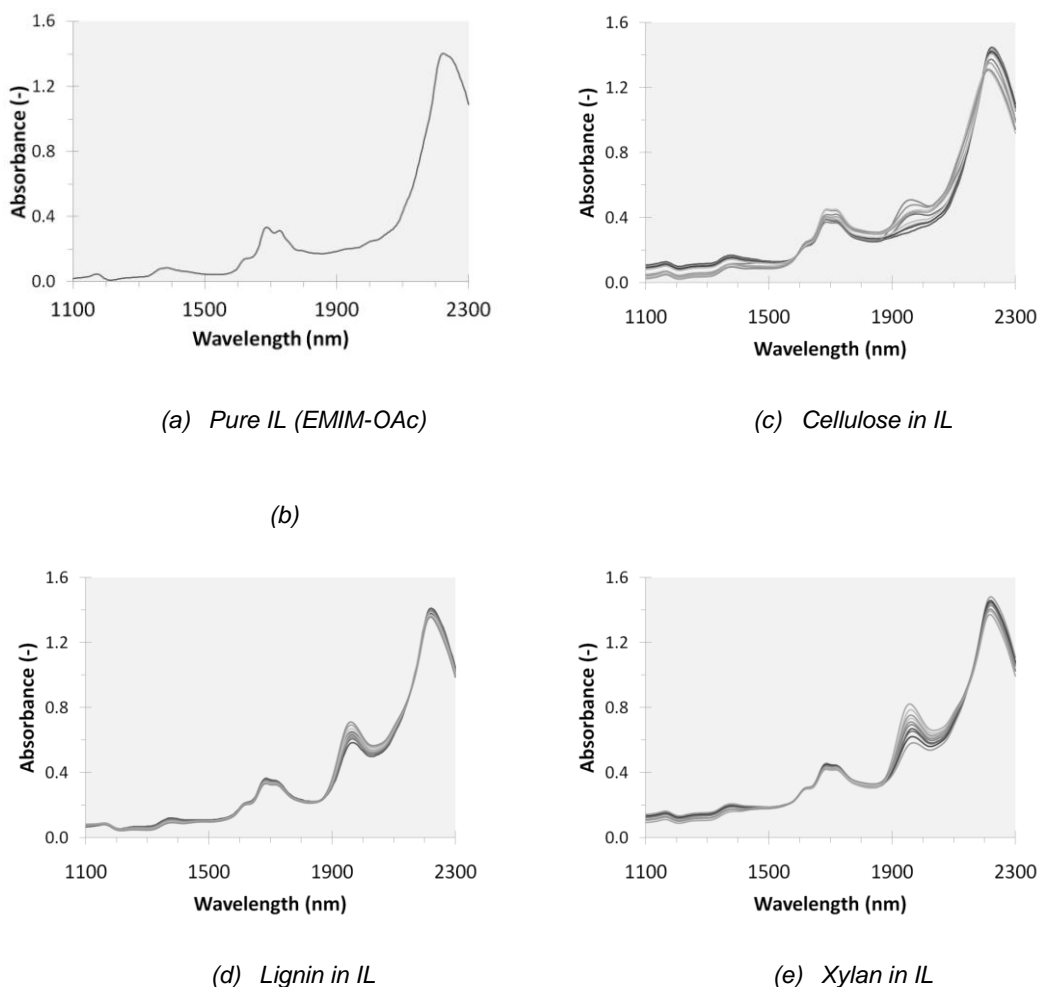 1.6
1.2
0.8
0.4
0.0
Absorbance (-)
1100 1500 1900 2300
Wavelength (nm)
(a) Pure IL (EMIM-OAc)
1.6
1.2
0.8
0.4
0.0
Absorbance (-)
1100 1500 1900 2300
Wavelength (nm)
(c) Cellulose in IL
(b)
1.6
1.2
0.8
0.4
0.0
Absorbance (-)
1100 1500 1900 2300
Wavelength (nm)
(d) Lignin in IL
1.6
1.2
0.8
0.4
0.0
Absorbance (-)
1100 1500 1900 2300
Wavelength (nm)
(e) Xylan in IL